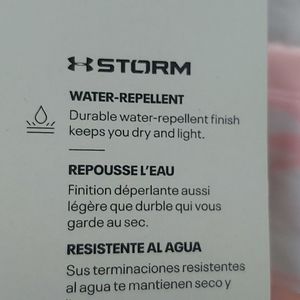 STORM
WATER-REPELLENT
Durable water-repellent finish
keeps you dry and light.
REPOUSSE L'EAU
Finition déperlante aussi
légère que durble qui vous
garde au sec.
RESISTENTE AL AGUA
Sus terminaciones resistentes
al agua te mantienen seco y